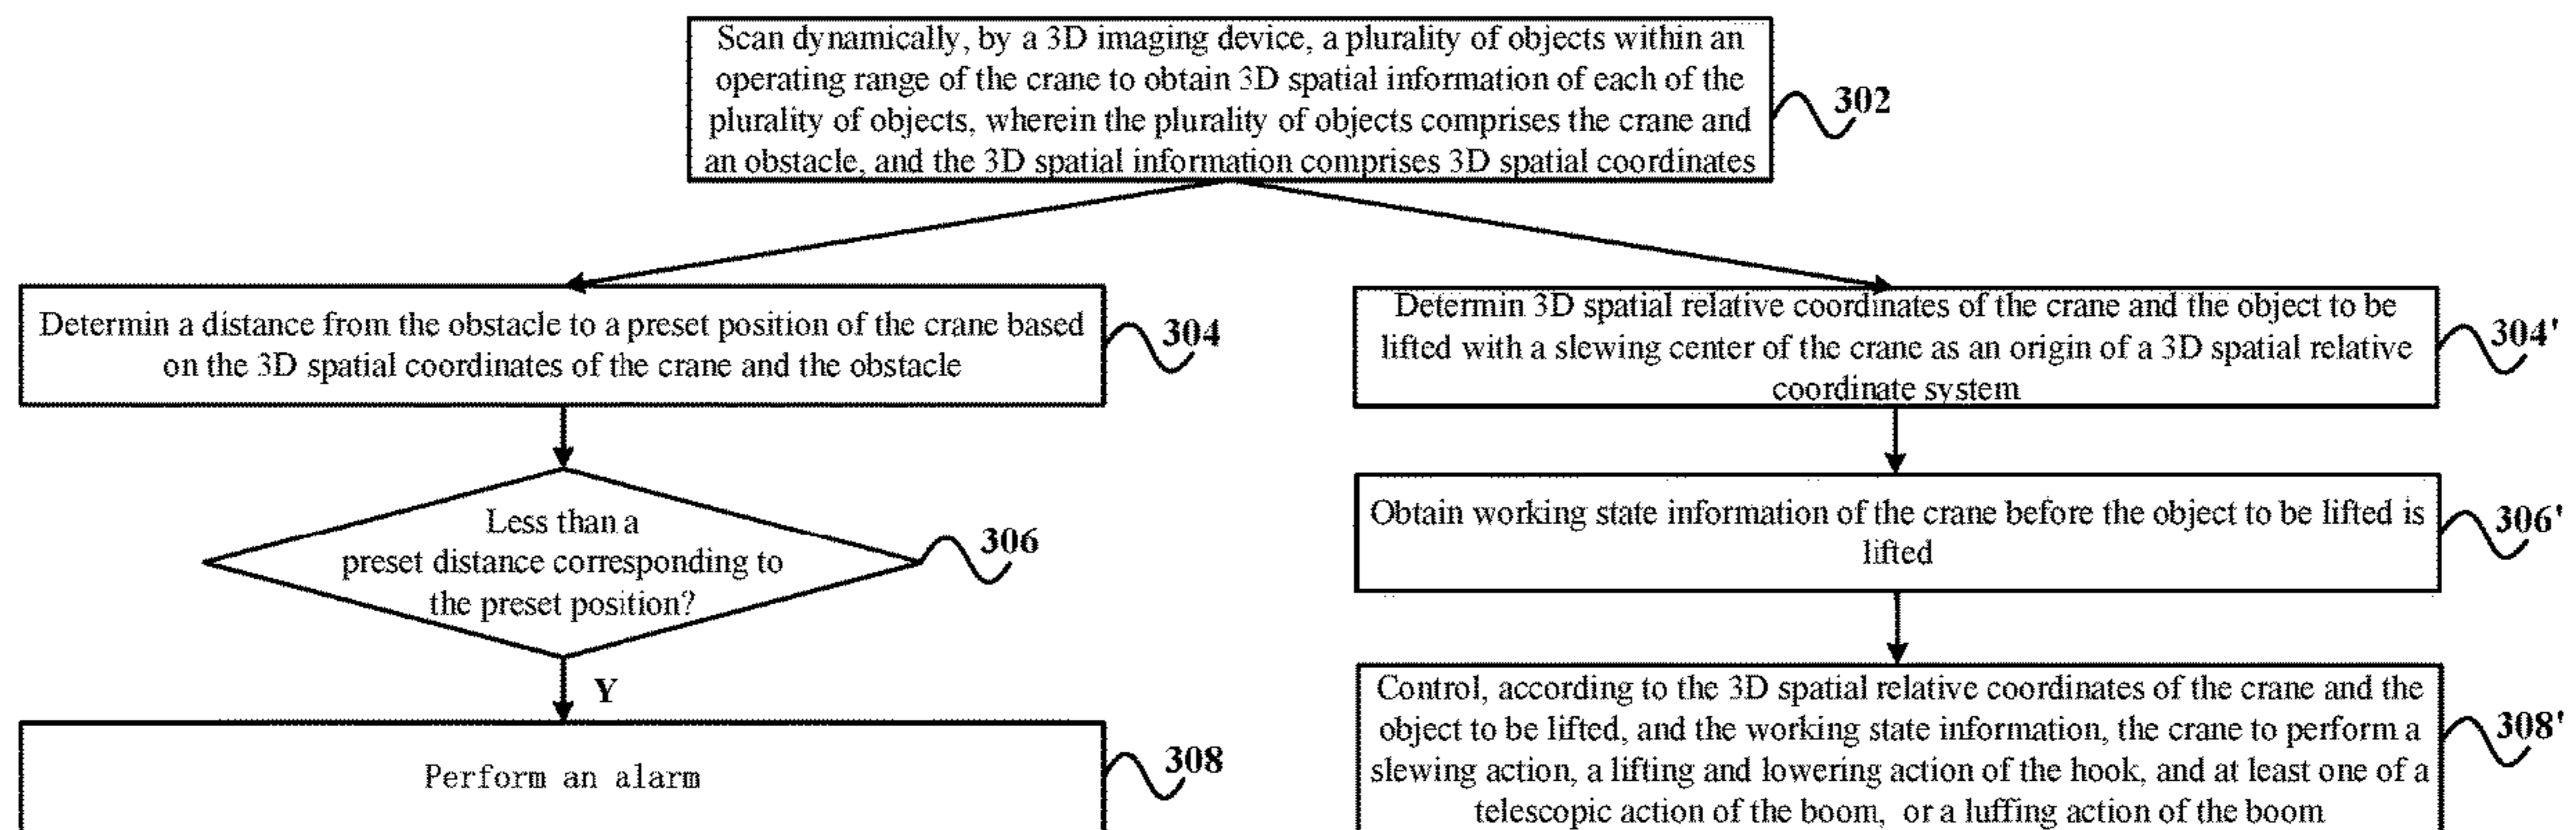 Scan dynamically, by a 3D imaging device, a plurality of objects within an
operating range of the crane to obtain 3D spatial information of each of the
plurality of objects, wherein the plurality of objects comprises the crane and
an obstacle, and the 3D spatial information comprises 3D spatial coordinates
302
Determin a distance from the obstacle to a preset position of the crane based
on the 3D spatial coordinates of the crane and the obstacle
304
Less than a
preset distance corresponding to
the preset position?
306
Y
Perform an alarm
308
Determin 3D spatial relative coordinates of the crane and the object to be
lifted with a slewing center of the crane as an origin of a 3D spatial relative
coordinate system
304'
Obtain working state information of the crane before the object to be lifted is
lifted
306'
Control, according to the 3D spatial relative coordinates of the crane and the
object to be lifted, and the working state information, the crane to perform a
slewing action, a lifting and lowering action of the hook, and at least one of a
telescopic action of the boom, or a luffing action of the boom
308'